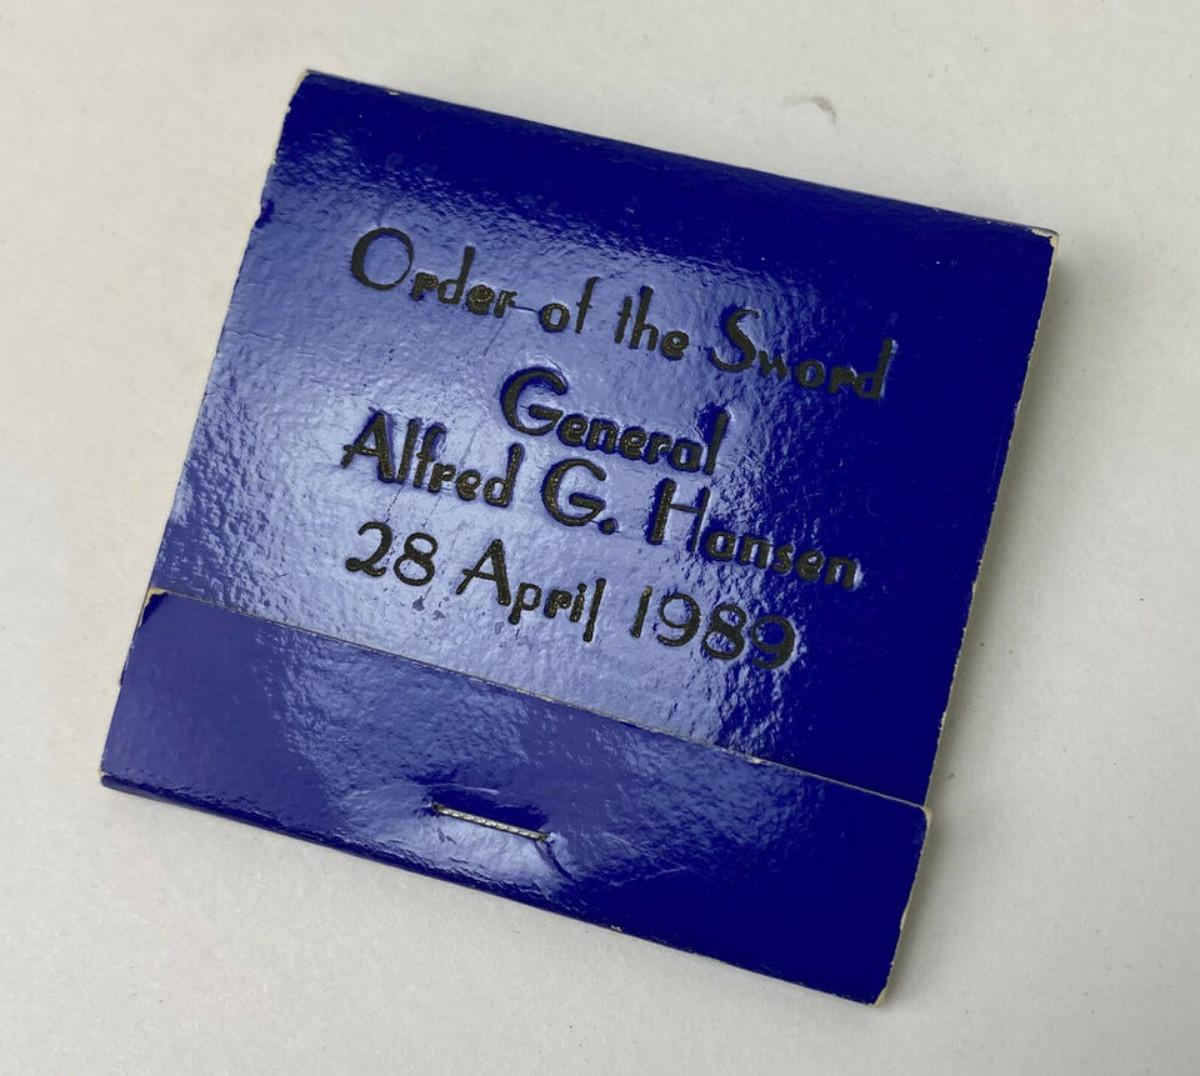 Order of the Sword
General
Alfred G. Hansen
28 April 1989